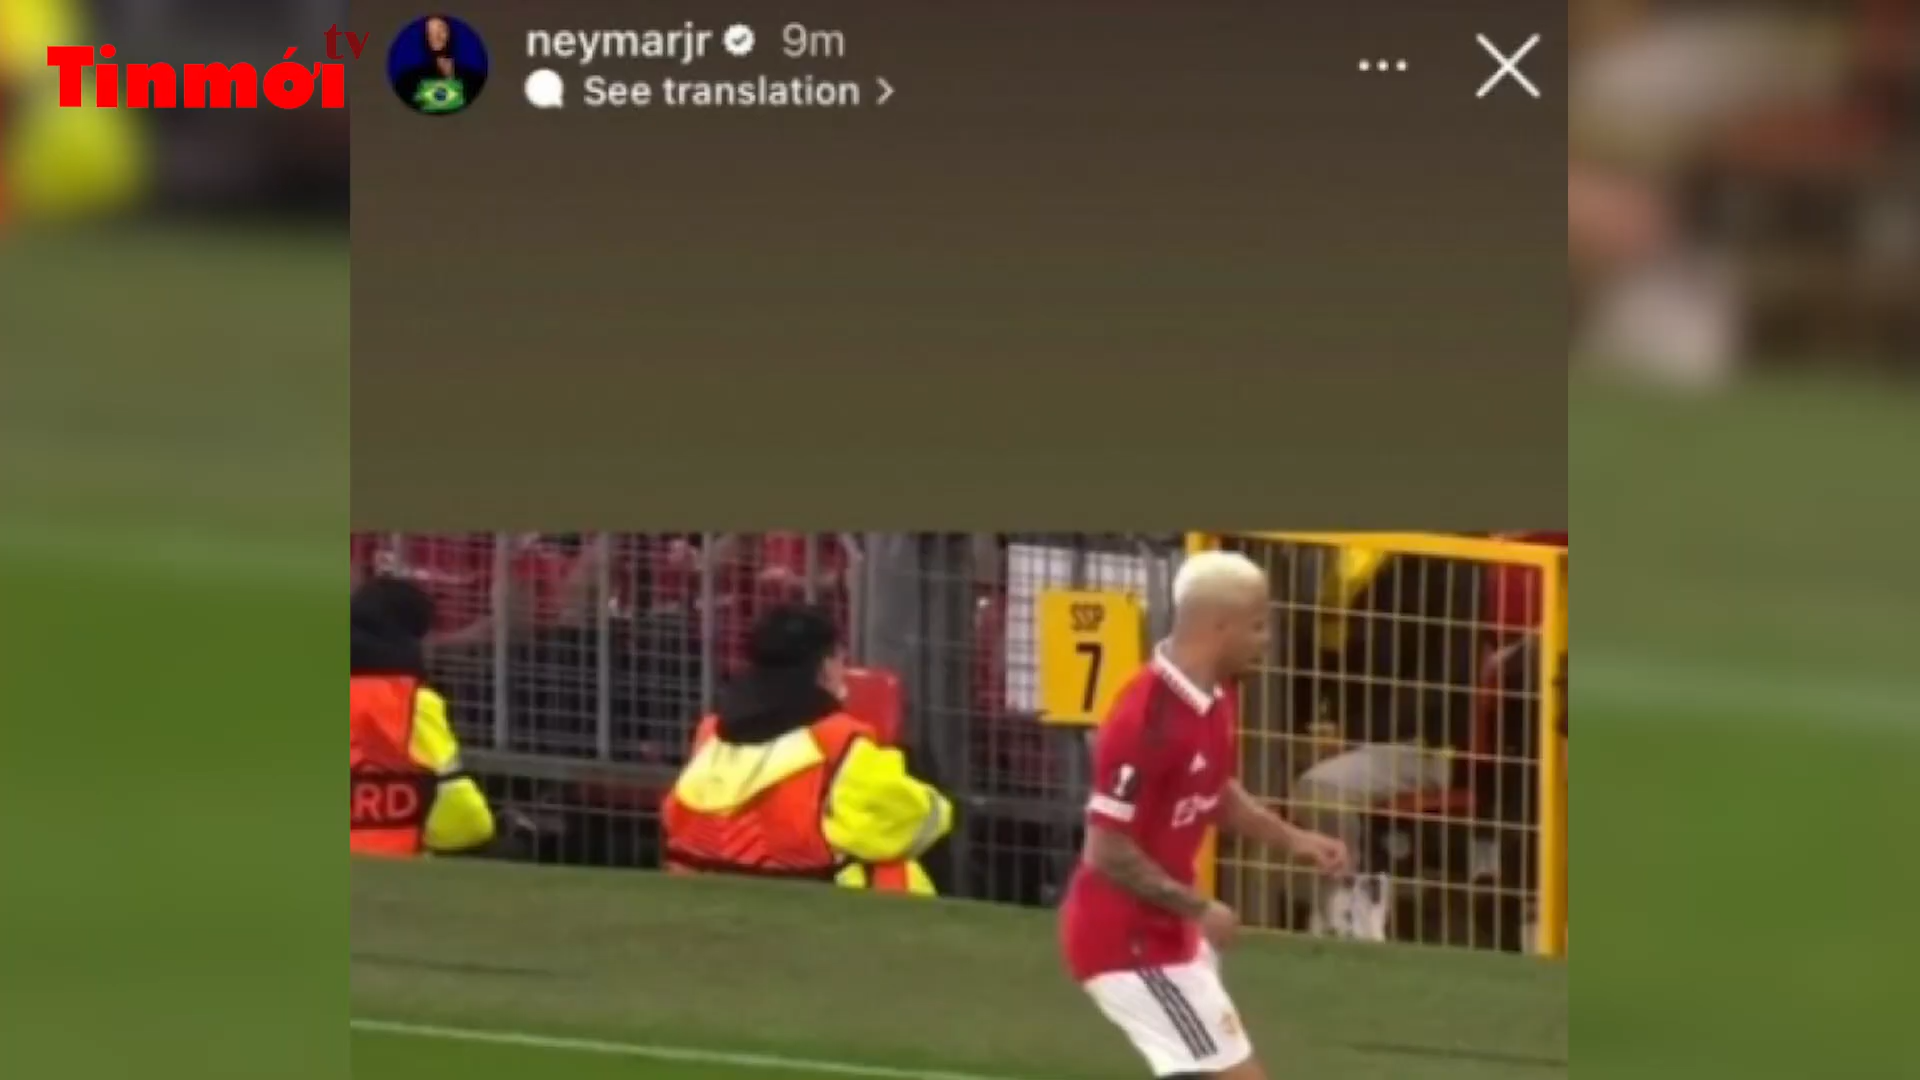 Tinmới tv
neymarjr 9m
See translation
SSP
7
RD